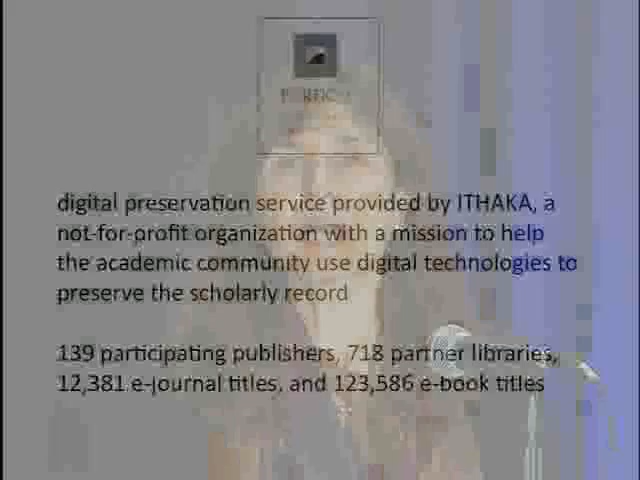 PORTICO
digital preservation service provided by ITHAKA, a
not-for-profit organization with a mission to help
the academic community use digital technologies to
preserve the scholarly record
139 participating publishers, 718 partner libraries,
12,381 e-journal titles, and 123,586 e-book titles